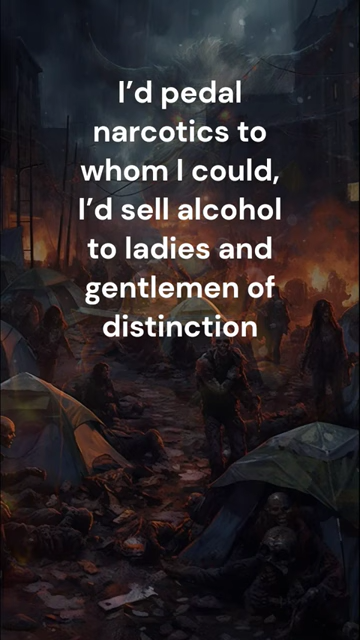 I’d pedal
narcotics to
whom I could,
I’d sell alcohol
to ladies and
gentlemen of
distinction